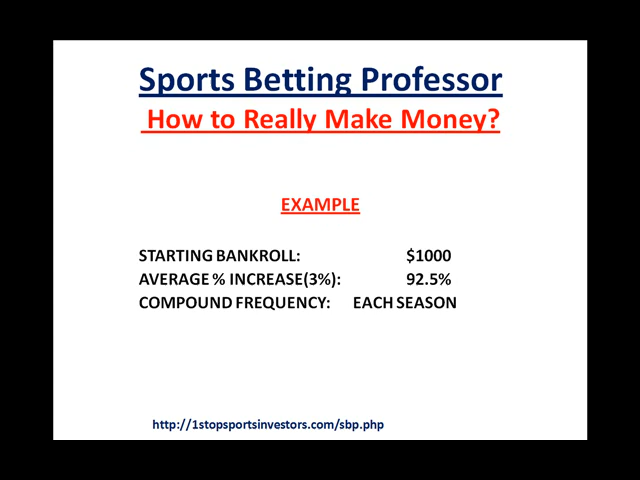 Sports Betting Professor
How to Really Make Money?
EXAMPLE
STARTING BANKROLL: $1000
AVERAGE % INCREASE(3%): 92.5%
COMPOUND FREQUENCY: EACH SEASON
http://1stopsportsinvestors.com/sbp.php